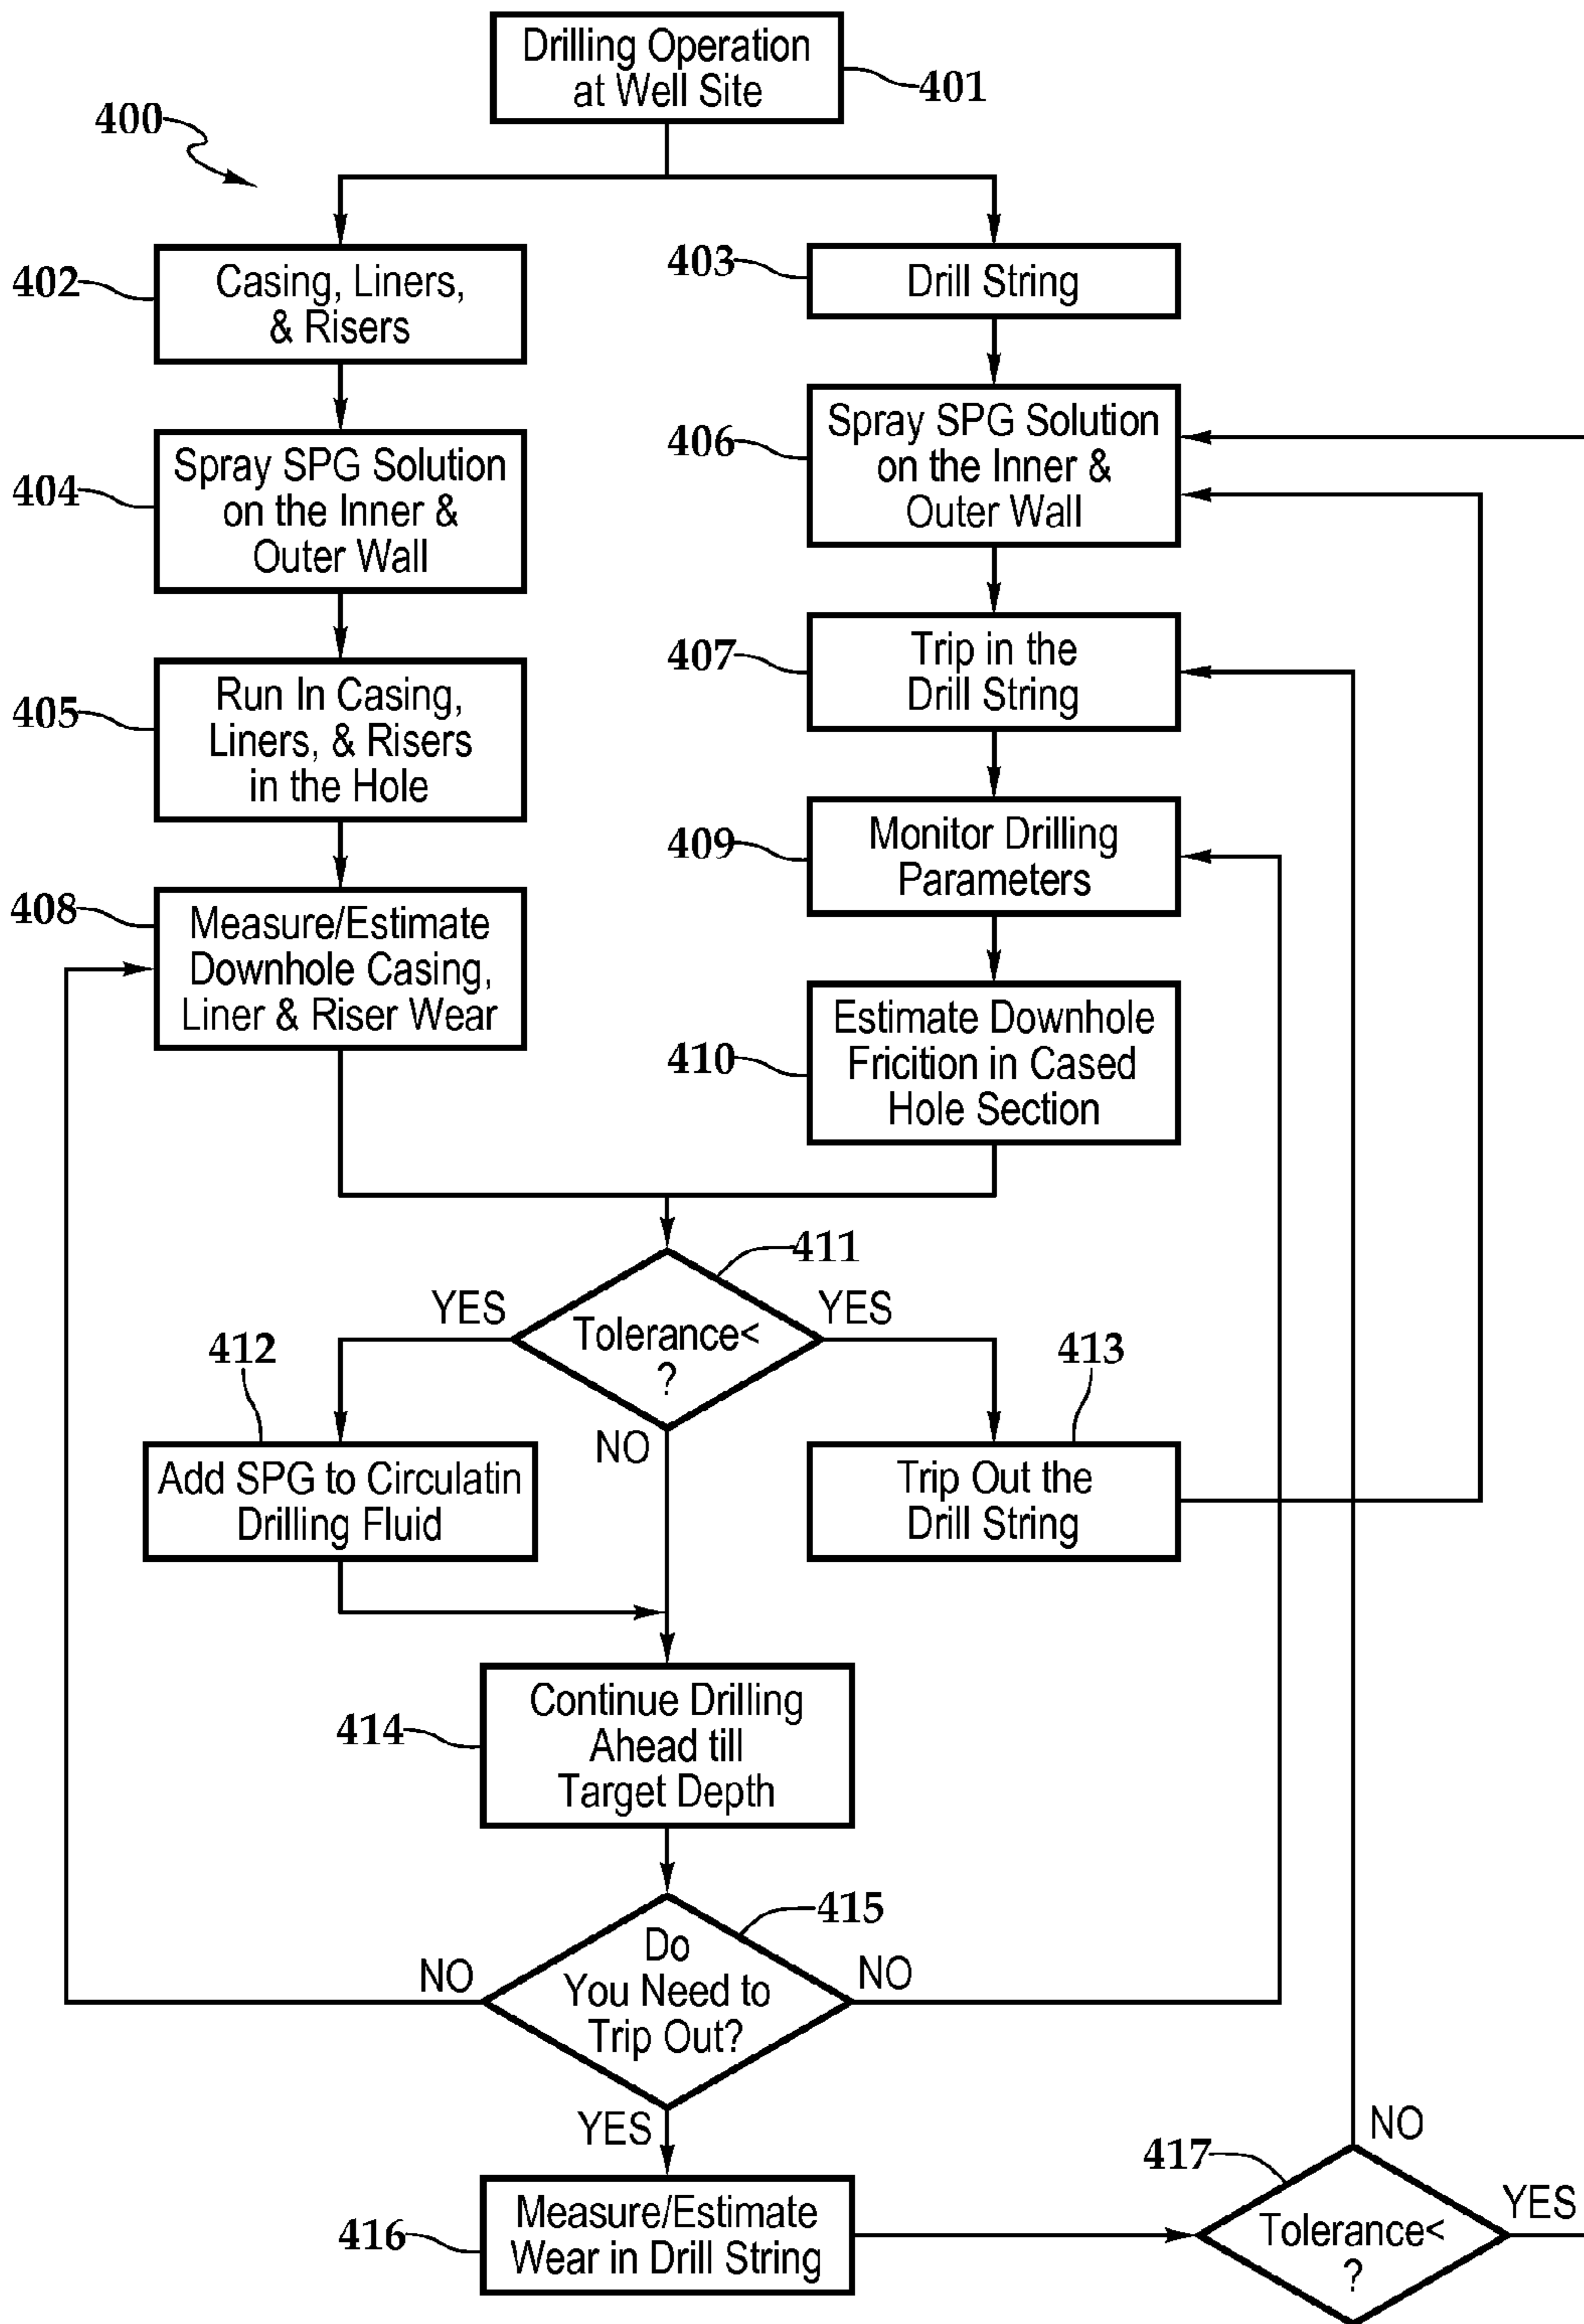 Drilling Operation
at Well Site
401
400
402
Casing, Liners,
& Risers
403
Drill String
404
Spray SPG Solution
on the Inner &
Outer Wall
406
Spray SPG Solution
on the Inner &
Outer Wall
405
Run In Casing,
Liners, & Risers
in the Hole
407
Trip in the
Drill String
408
Measure/Estimate
Downhole Casing,
Liner & Riser Wear
409
Monitor Drilling
Parameters
410
Estimate Downhole
Fricition in Cased
Hole Section
411
YES
Tolerance<
?
YES
NO
412
Add SPG to Circulatin
Drilling Fluid
413
Trip Out the
Drill String
414
Continue Drilling
Ahead till
Target Depth
415
NO
Do
You Need to
Trip Out?
NO
YES
416
Measure/Estimate
Wear in Drill String
417
NO
Tolerance<
?
YES